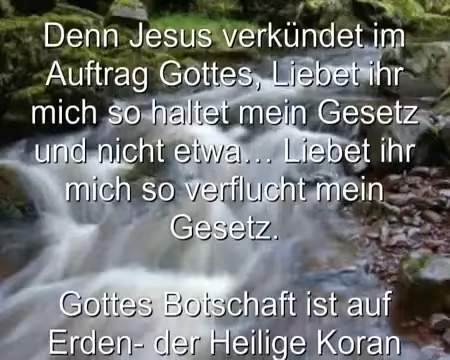 Denn Jesus verkündet im
Auftrag Gottes, Liebet ihr
mich so haltet mein Gesetz
und nicht etwa... Liebet ihr
mich so verflucht mein
Gesetz.
Gottes Botschaft ist auf
Erden- der Heilige Koran